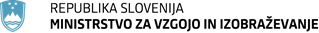 REPUBLIKA SLOVENIJA
MINISTRSTVO ZA VZGOJO IN IZOBRAŽEVANJE